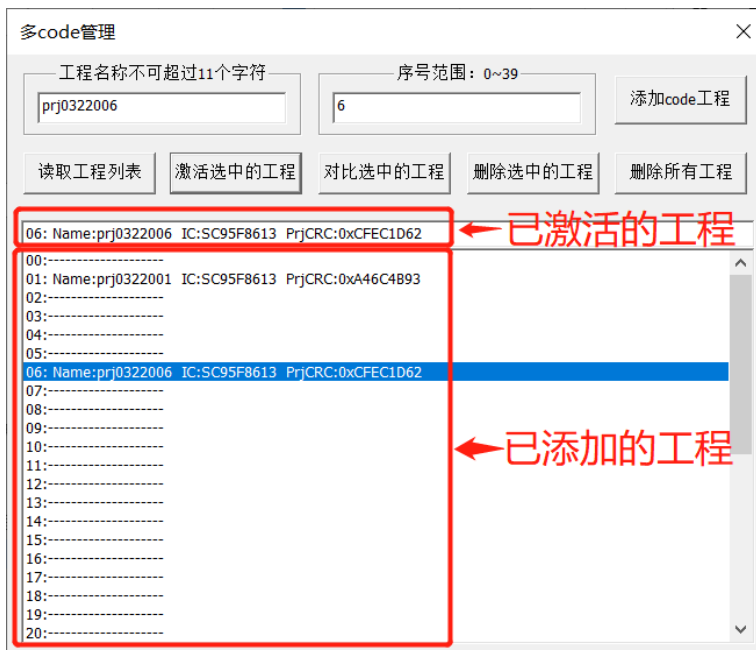 多code管理
工程名称不可超过11个字符
序号范围：0~39
prj0322006
6
添加code工程
读取工程列表
激活选中的工程
对比选中的工程
删除选中的工程
删除所有工程
06: Name:prj0322006 IC:SC95F8613 PrjCRC:0xCFEC1D62
已激活的工程
00:--------------------
01: Name:prj0322001 IC:SC95F8613 PrjCRC:0xA46C4B93
02:--------------------
03:--------------------
04:--------------------
05:--------------------
06: Name:prj0322006 IC:SC95F8613 PrjCRC:0xCFEC1D62
07:--------------------
08:--------------------
09:--------------------
10:--------------------
已添加的工程
11:--------------------
12:--------------------
13:--------------------
14:--------------------
15:--------------------
16:--------------------
17:--------------------
18:--------------------
19:--------------------
20:--------------------